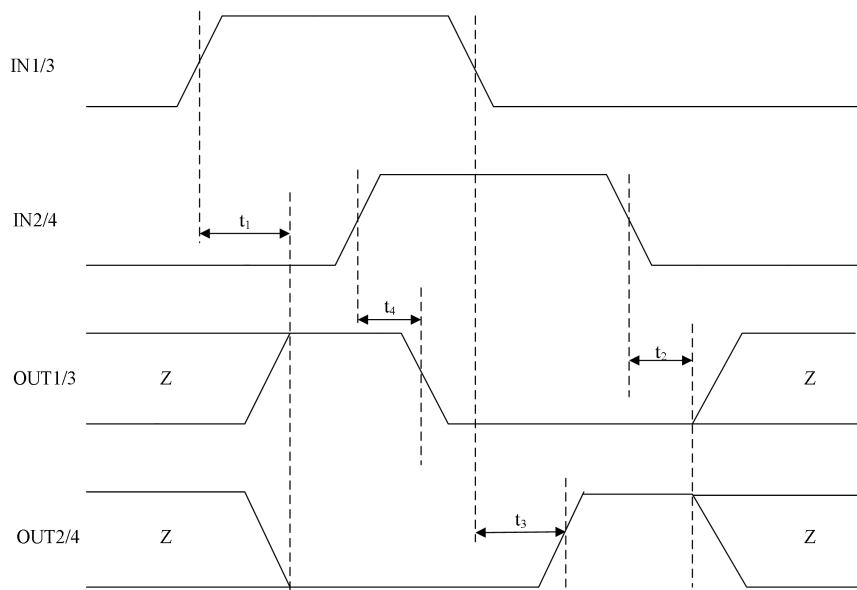 IN1/3
IN2/4
t₁
t₄
OUT1/3
Z
t₂
Z
OUT2/4
Z
t₃
Z